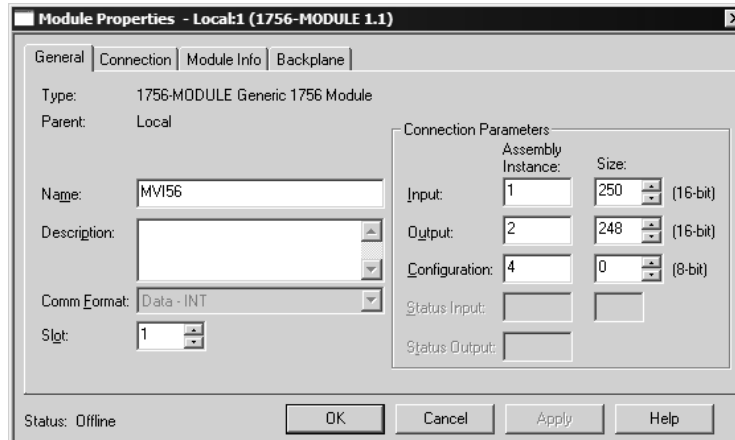 Module Properties - Local:1 (1756-MODULE 1.1)
General Connection Module Info Backplane
Type: 1756-MODULE Generic 1756 Module
Parent: Local
Connection Parameters
Assembly Instance: Size:
Name: MVI56
Input: 1 250 (16-bit)
Description:
Output: 2 248 (16-bit)
Configuration: 4 0 (8-bit)
Comm Format: Data - INT
Status Input:
Slot: 1
Status Output:
Status: Offline
OK Cancel Apply Help